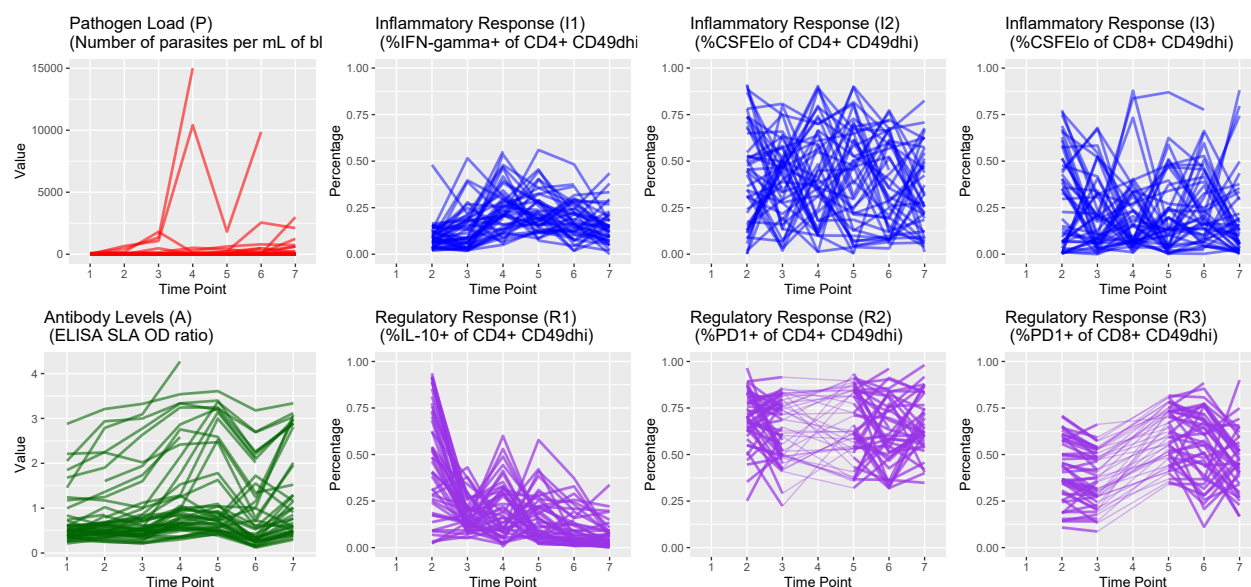 Pathogen Load (P)
(Number of parasites per mL of bl
Value
15000
10000
5000
0
1 2 3 4 5 6 7
Time Point
Inflammatory Response (I1)
(%IFN-gamma+ of CD4+ CD49dhi
Percentage
1.00
0.75
0.50
0.25
0.00
1 2 3 4 5 6 7
Time Point
Inflammatory Response (I2)
(%CSFElo of CD4+ CD49dhi)
Percentage
1.00
0.75
0.50
0.25
0.00
1 2 3 4 5 6 7
Time Point
Inflammatory Response (I3)
(%CSFElo of CD8+ CD49dhi)
Percentage
1.00
0.75
0.50
0.25
0.00
1 2 3 4 5 6 7
Time Point
Antibody Levels (A)
(ELISA SLA OD ratio)
Value
4
3
2
1
0
1 2 3 4 5 6 7
Time Point
Regulatory Response (R1)
(%IL-10+ of CD4+ CD49dhi)
Percentage
1.00
0.75
0.50
0.25
0.00
1 2 3 4 5 6 7
Time Point
Regulatory Response (R2)
(%PD1+ of CD4+ CD49dhi)
Percentage
1.00
0.75
0.50
0.25
0.00
1 2 3 4 5 6 7
Time Point
Regulatory Response (R3)
(%PD1+ of CD8+ CD49dhi)
Percentage
1.00
0.75
0.50
0.25
0.00
1 2 3 4 5 6 7
Time Point